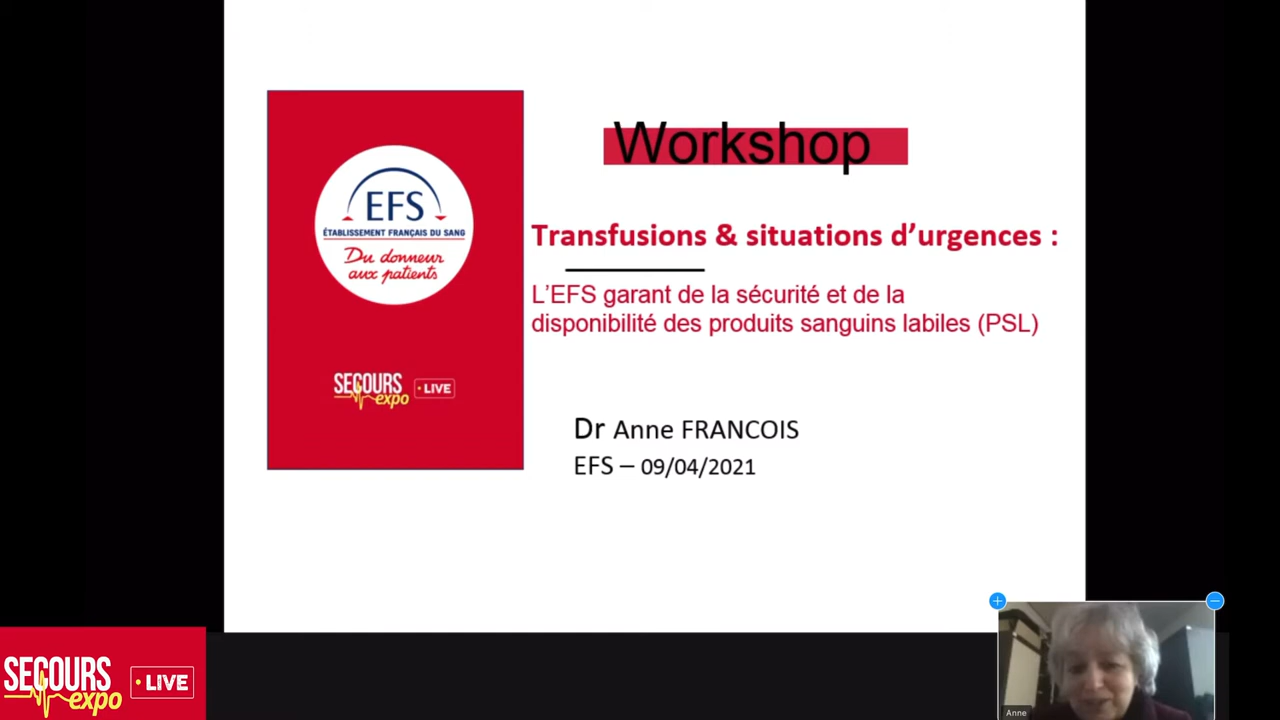 Workshop
EFS
ÉTABLISSEMENT FRANÇAIS DU SANG
Du donneur
aux patients
Transfusions & situations d’urgences :
L’EFS garant de la sécurité et de la
disponibilité des produits sanguins labiles (PSL)
SECOURS
expo
LIVE
Dr Anne FRANCOIS
EFS – 09/04/2021
SECOURS
expo
LIVE
Anne